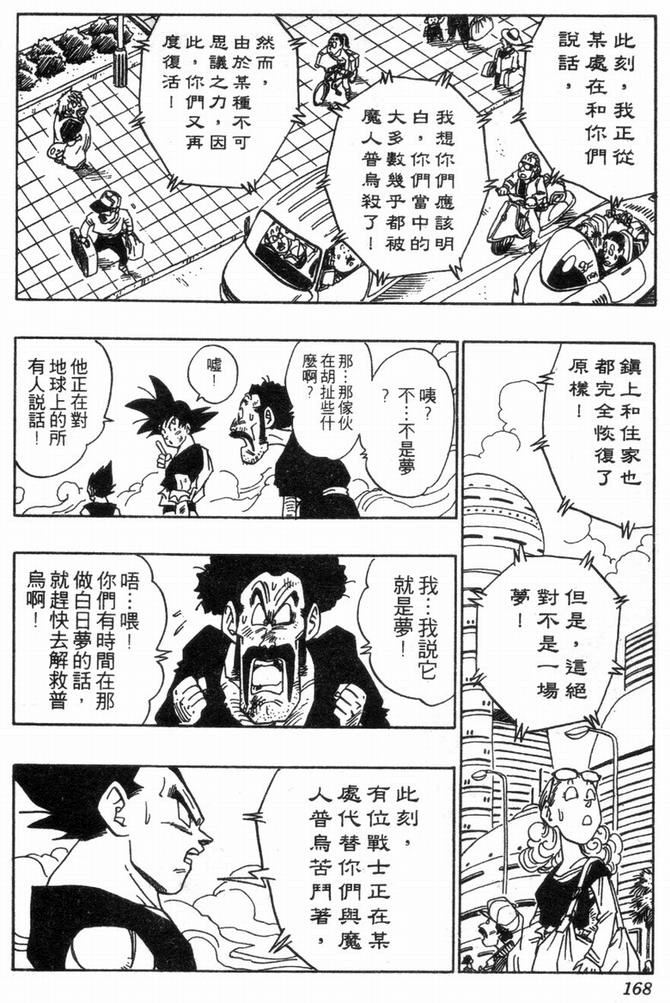 此刻，我正從
某處在和你們
說話，
我想你們應該明
白，你們當中的
大多數幾乎都被
魔人普烏殺了！
然而，
由於某種不可
思議之力，因
此，你們又再
度復活！
鎮上和住家也
都完全恢復了
原樣！
但是，這絕
對不是一場
夢！
咦？
不…不是夢
？
那…那傢伙
在胡扯些什
麼啊？
噓！
他正在對
地球上的所
有人說話！
我…我說它
就是夢！
唔…喂！
你們有時間在那
做白日夢的話，
就趕快去解救普
烏啊！
此刻，
有位戰士正在某
處代替你們與魔
人普烏苦鬥著，
168